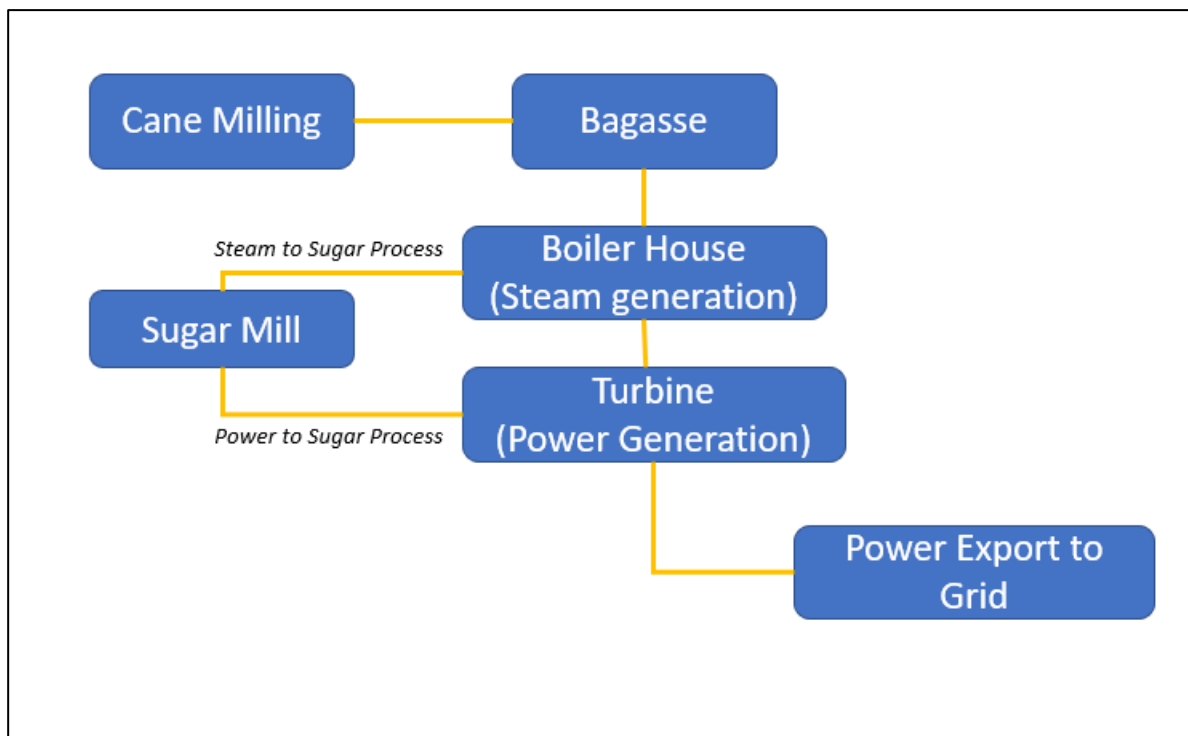 Cane Milling
Bagasse
Steam to Sugar Process
Boiler House
(Steam generation)
Sugar Mill
Turbine
(Power Generation)
Power to Sugar Process
Power Export to
Grid